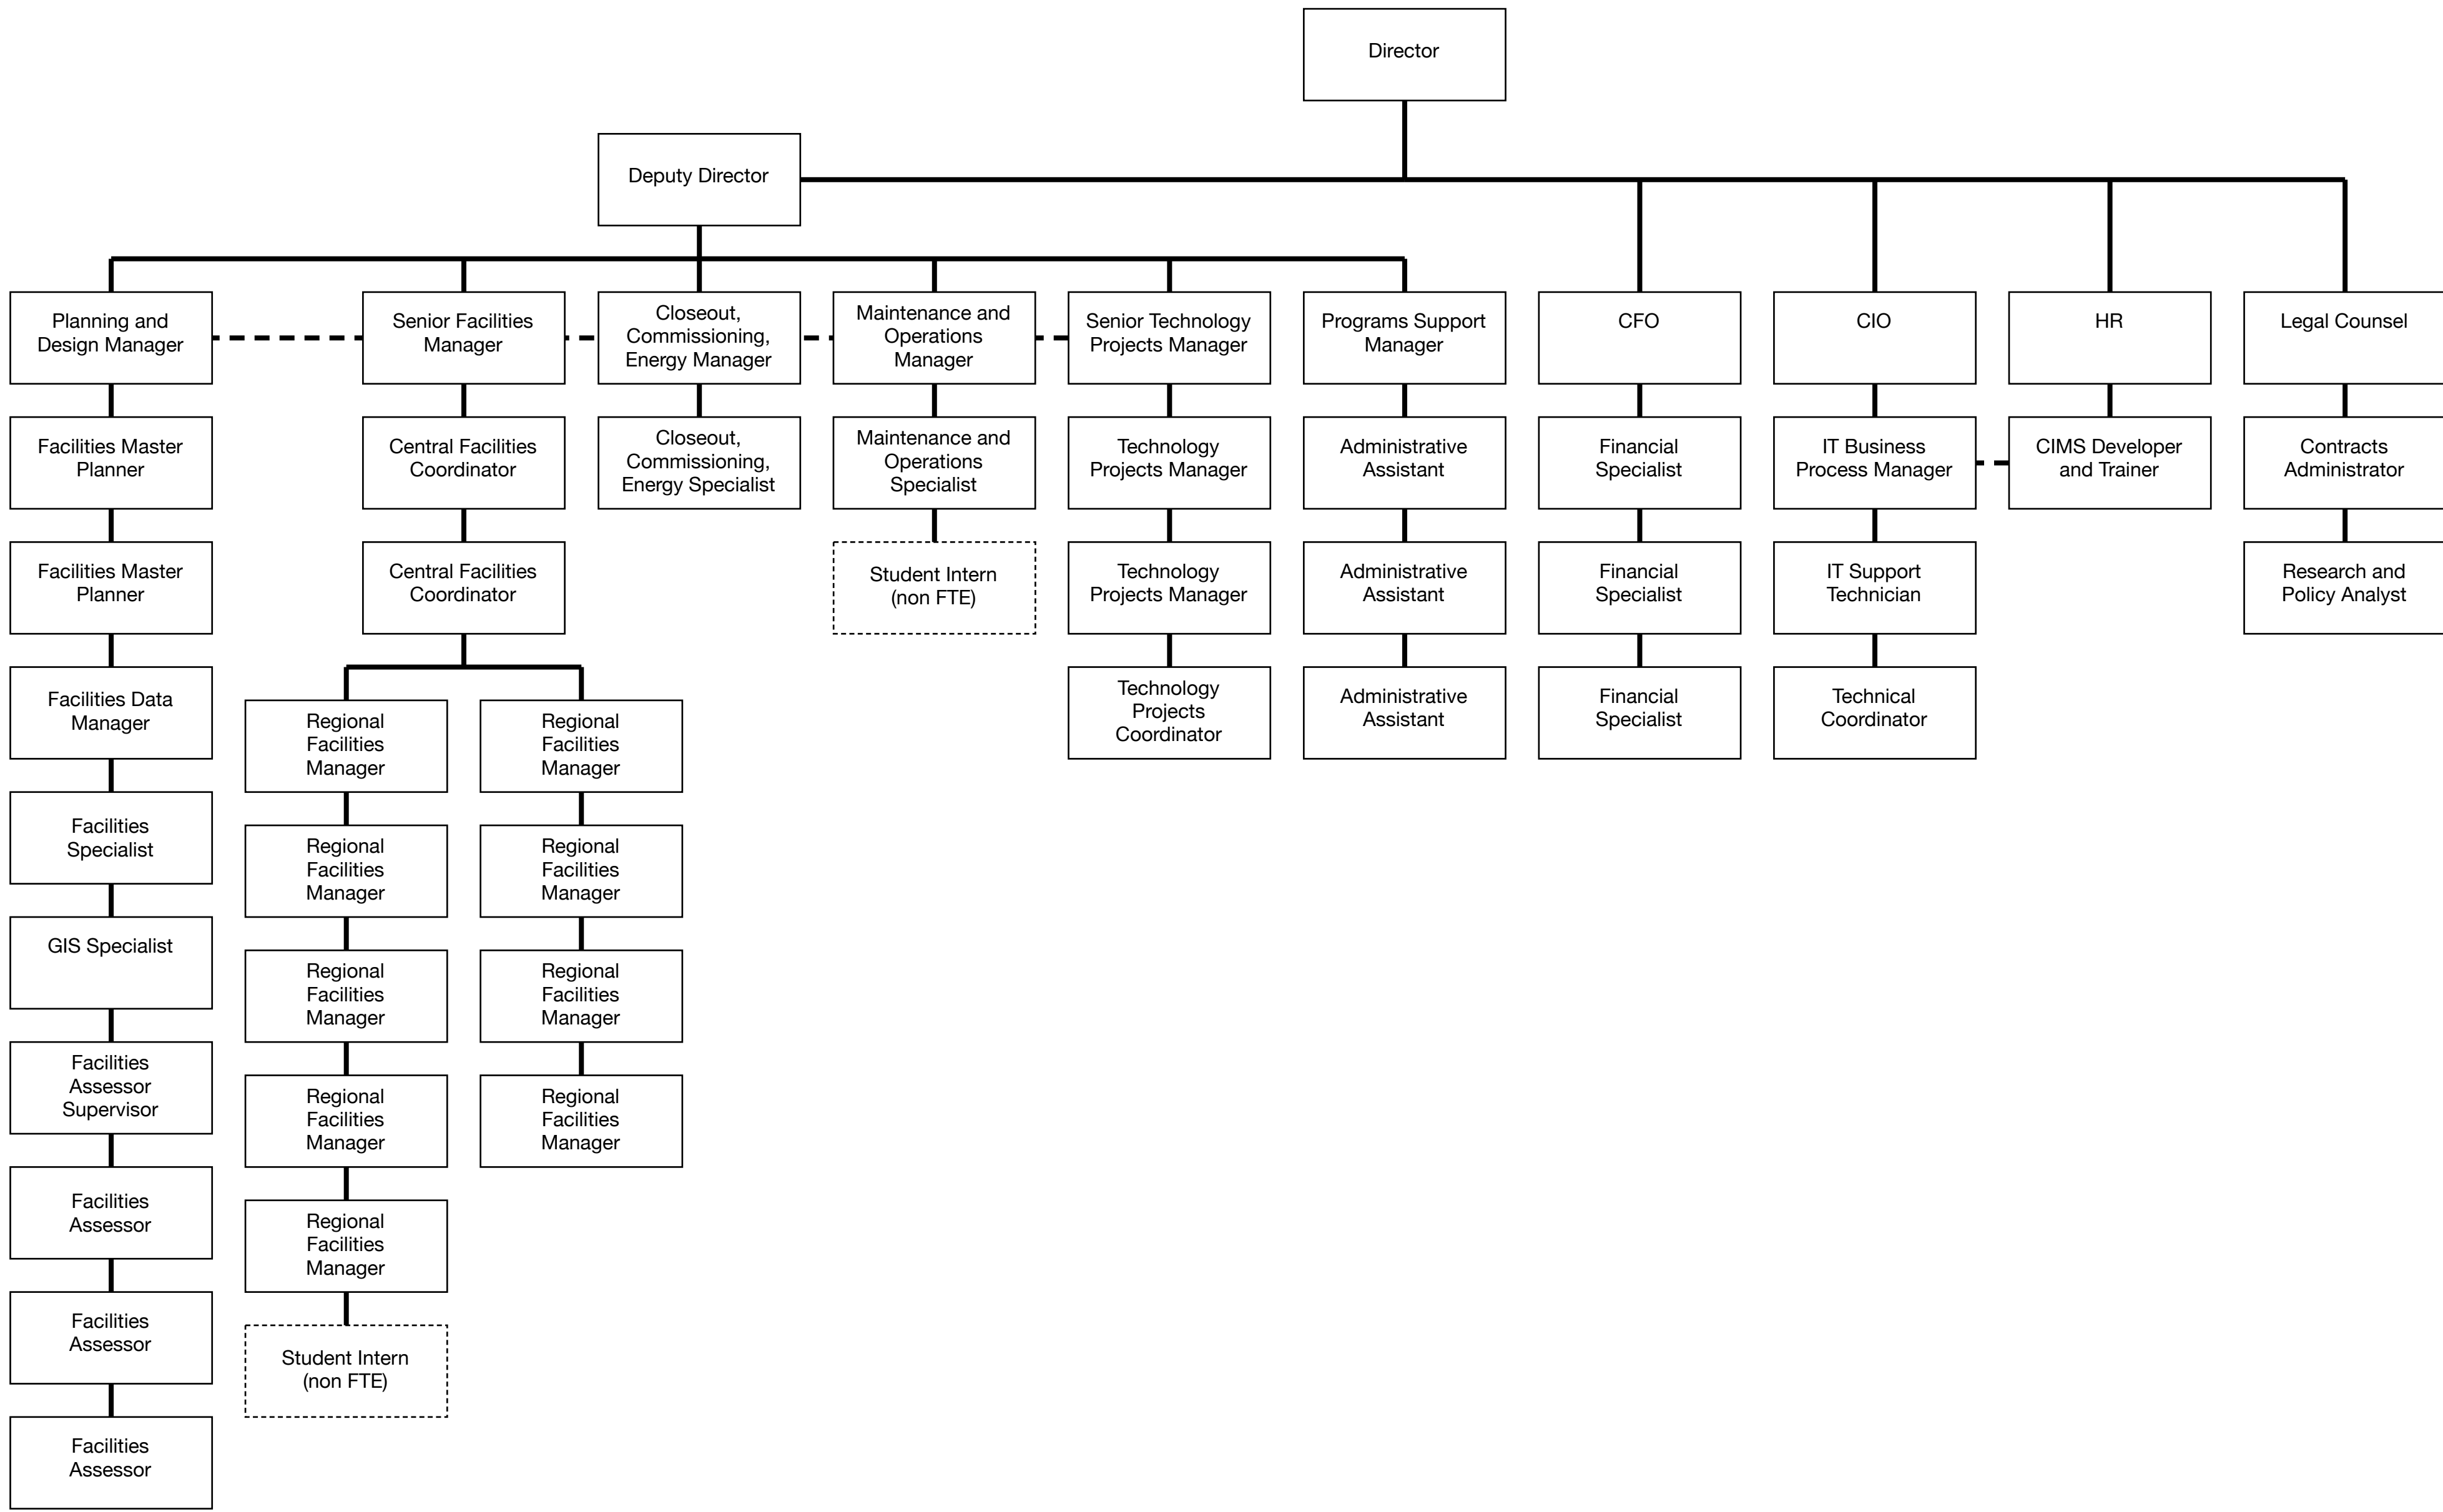 Director
Deputy Director
Planning and
Design Manager
Senior Facilities
Manager
Closeout,
Commissioning,
Energy Manager
Maintenance and
Operations
Manager
Senior Technology
Projects Manager
Programs Support
Manager
CFO
CIO
HR
Legal Counsel
Facilities Master
Planner
Central Facilities
Coordinator
Closeout,
Commissioning,
Energy Specialist
Maintenance and
Operations
Specialist
Technology
Projects Manager
Administrative
Assistant
Financial
Specialist
IT Business
Process Manager
CIMS Developer
and Trainer
Contracts
Administrator
Facilities Master
Planner
Central Facilities
Coordinator
Student Intern
(non FTE)
Technology
Projects Manager
Administrative
Assistant
Financial
Specialist
IT Support
Technician
Research and
Policy Analyst
Facilities Data
Manager
Regional
Facilities
Manager
Regional
Facilities
Manager
Technology
Projects
Coordinator
Administrative
Assistant
Financial
Specialist
Technical
Coordinator
Facilities
Specialist
Regional
Facilities
Manager
Regional
Facilities
Manager
GIS Specialist
Regional
Facilities
Manager
Regional
Facilities
Manager
Facilities
Assessor
Supervisor
Regional
Facilities
Manager
Regional
Facilities
Manager
Facilities
Assessor
Regional
Facilities
Manager
Facilities
Assessor
Student Intern
(non FTE)
Facilities
Assessor